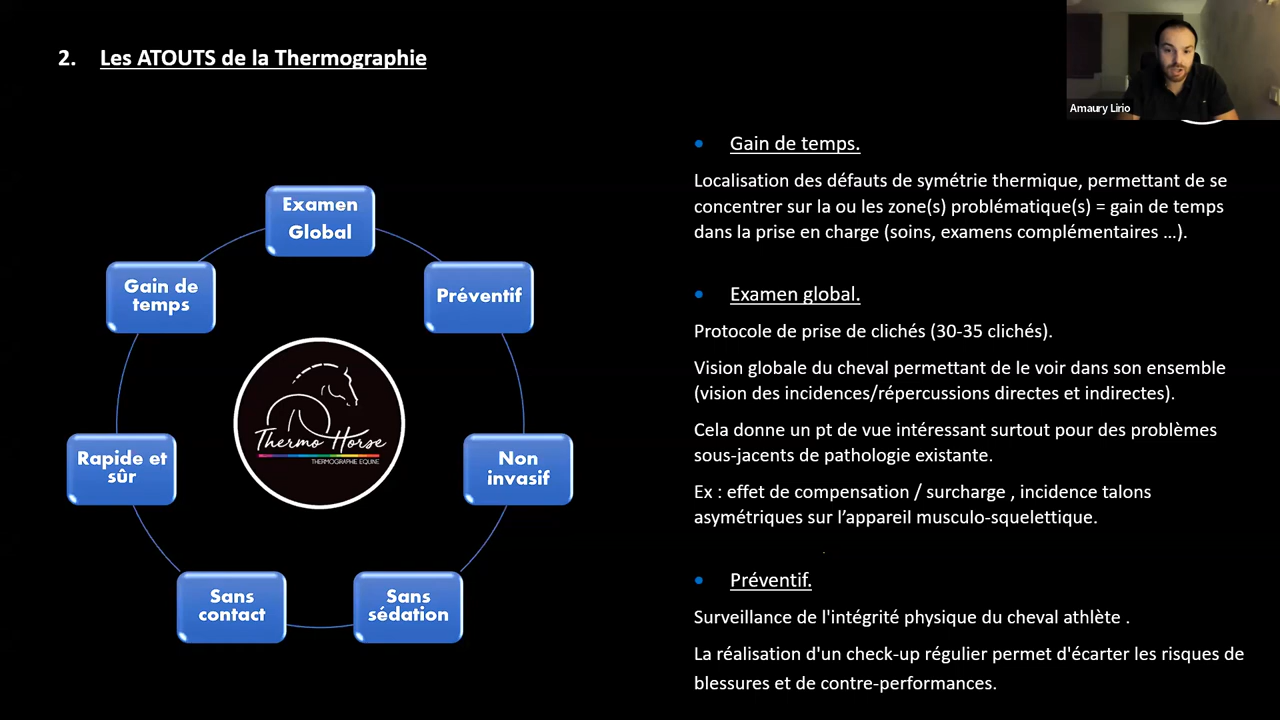 2. Les ATOUTS de la Thermographie
Amaury Lirio
Examen
Global
Gain de
temps
Préventif
Rapide et
sûr
Non
invasif
Sans
contact
Sans
sédation
Thermo Horse
THERMOGRAPHIE EQUINE
• Gain de temps.
Localisation des défauts de symétrie thermique, permettant de se
concentrer sur la ou les zone(s) problématique(s) = gain de temps
dans la prise en charge (soins, examens complémentaires …).
• Examen global.
Protocole de prise de clichés (30-35 clichés).
Vision globale du cheval permettant de le voir dans son ensemble
(vision des incidences/répercussions directes et indirectes).
Cela donne un pt de vue intéressant surtout pour des problèmes
sous-jacents de pathologie existante.
Ex : effet de compensation / surcharge , incidence talons
asymétriques sur l’appareil musculo-squelettique.
• Préventif.
Surveillance de l'intégrité physique du cheval athlète .
La réalisation d'un check-up régulier permet d'écarter les risques de
blessures et de contre-performances.